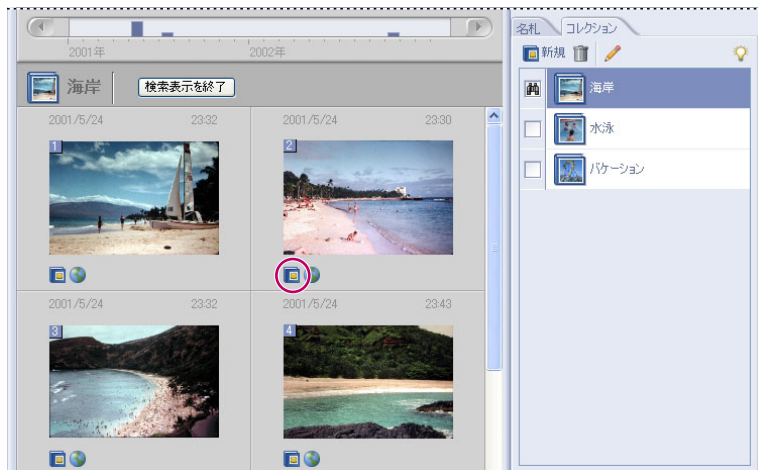 2001年
2002年
海岸
検索表示を終了
2001/5/24
23:32
2001/5/24
23:30
1
2
2001/5/24
23:32
2001/5/24
23:43
3
4
名札
コレクション
新規
海岸
水泳
バケーション